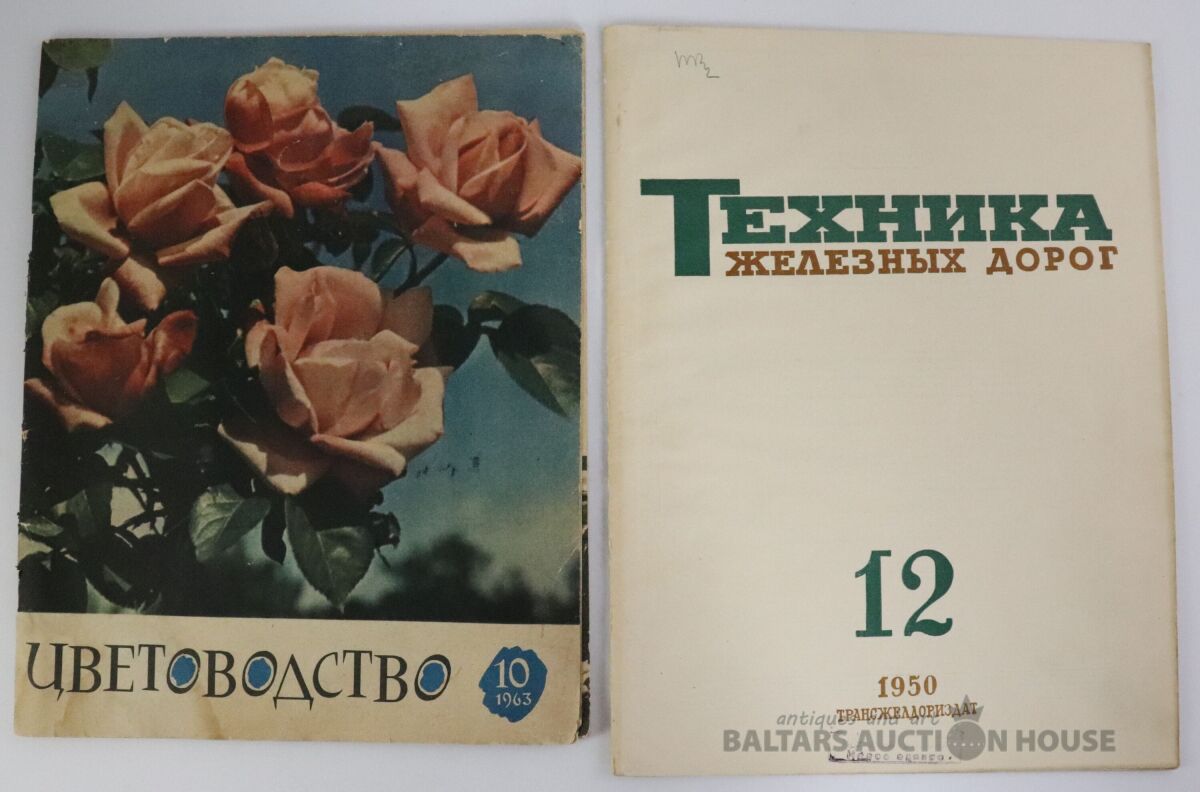 ЦВЕТОВОДСТВО
10
1963
ТЕХНИКА
ЖЕЛЕЗНЫХ ДОРОГ
12
1950
ТРАНСЖЕЛДОРИЗДАТ
antiques and art
BALTARS AUCTION HOUSE